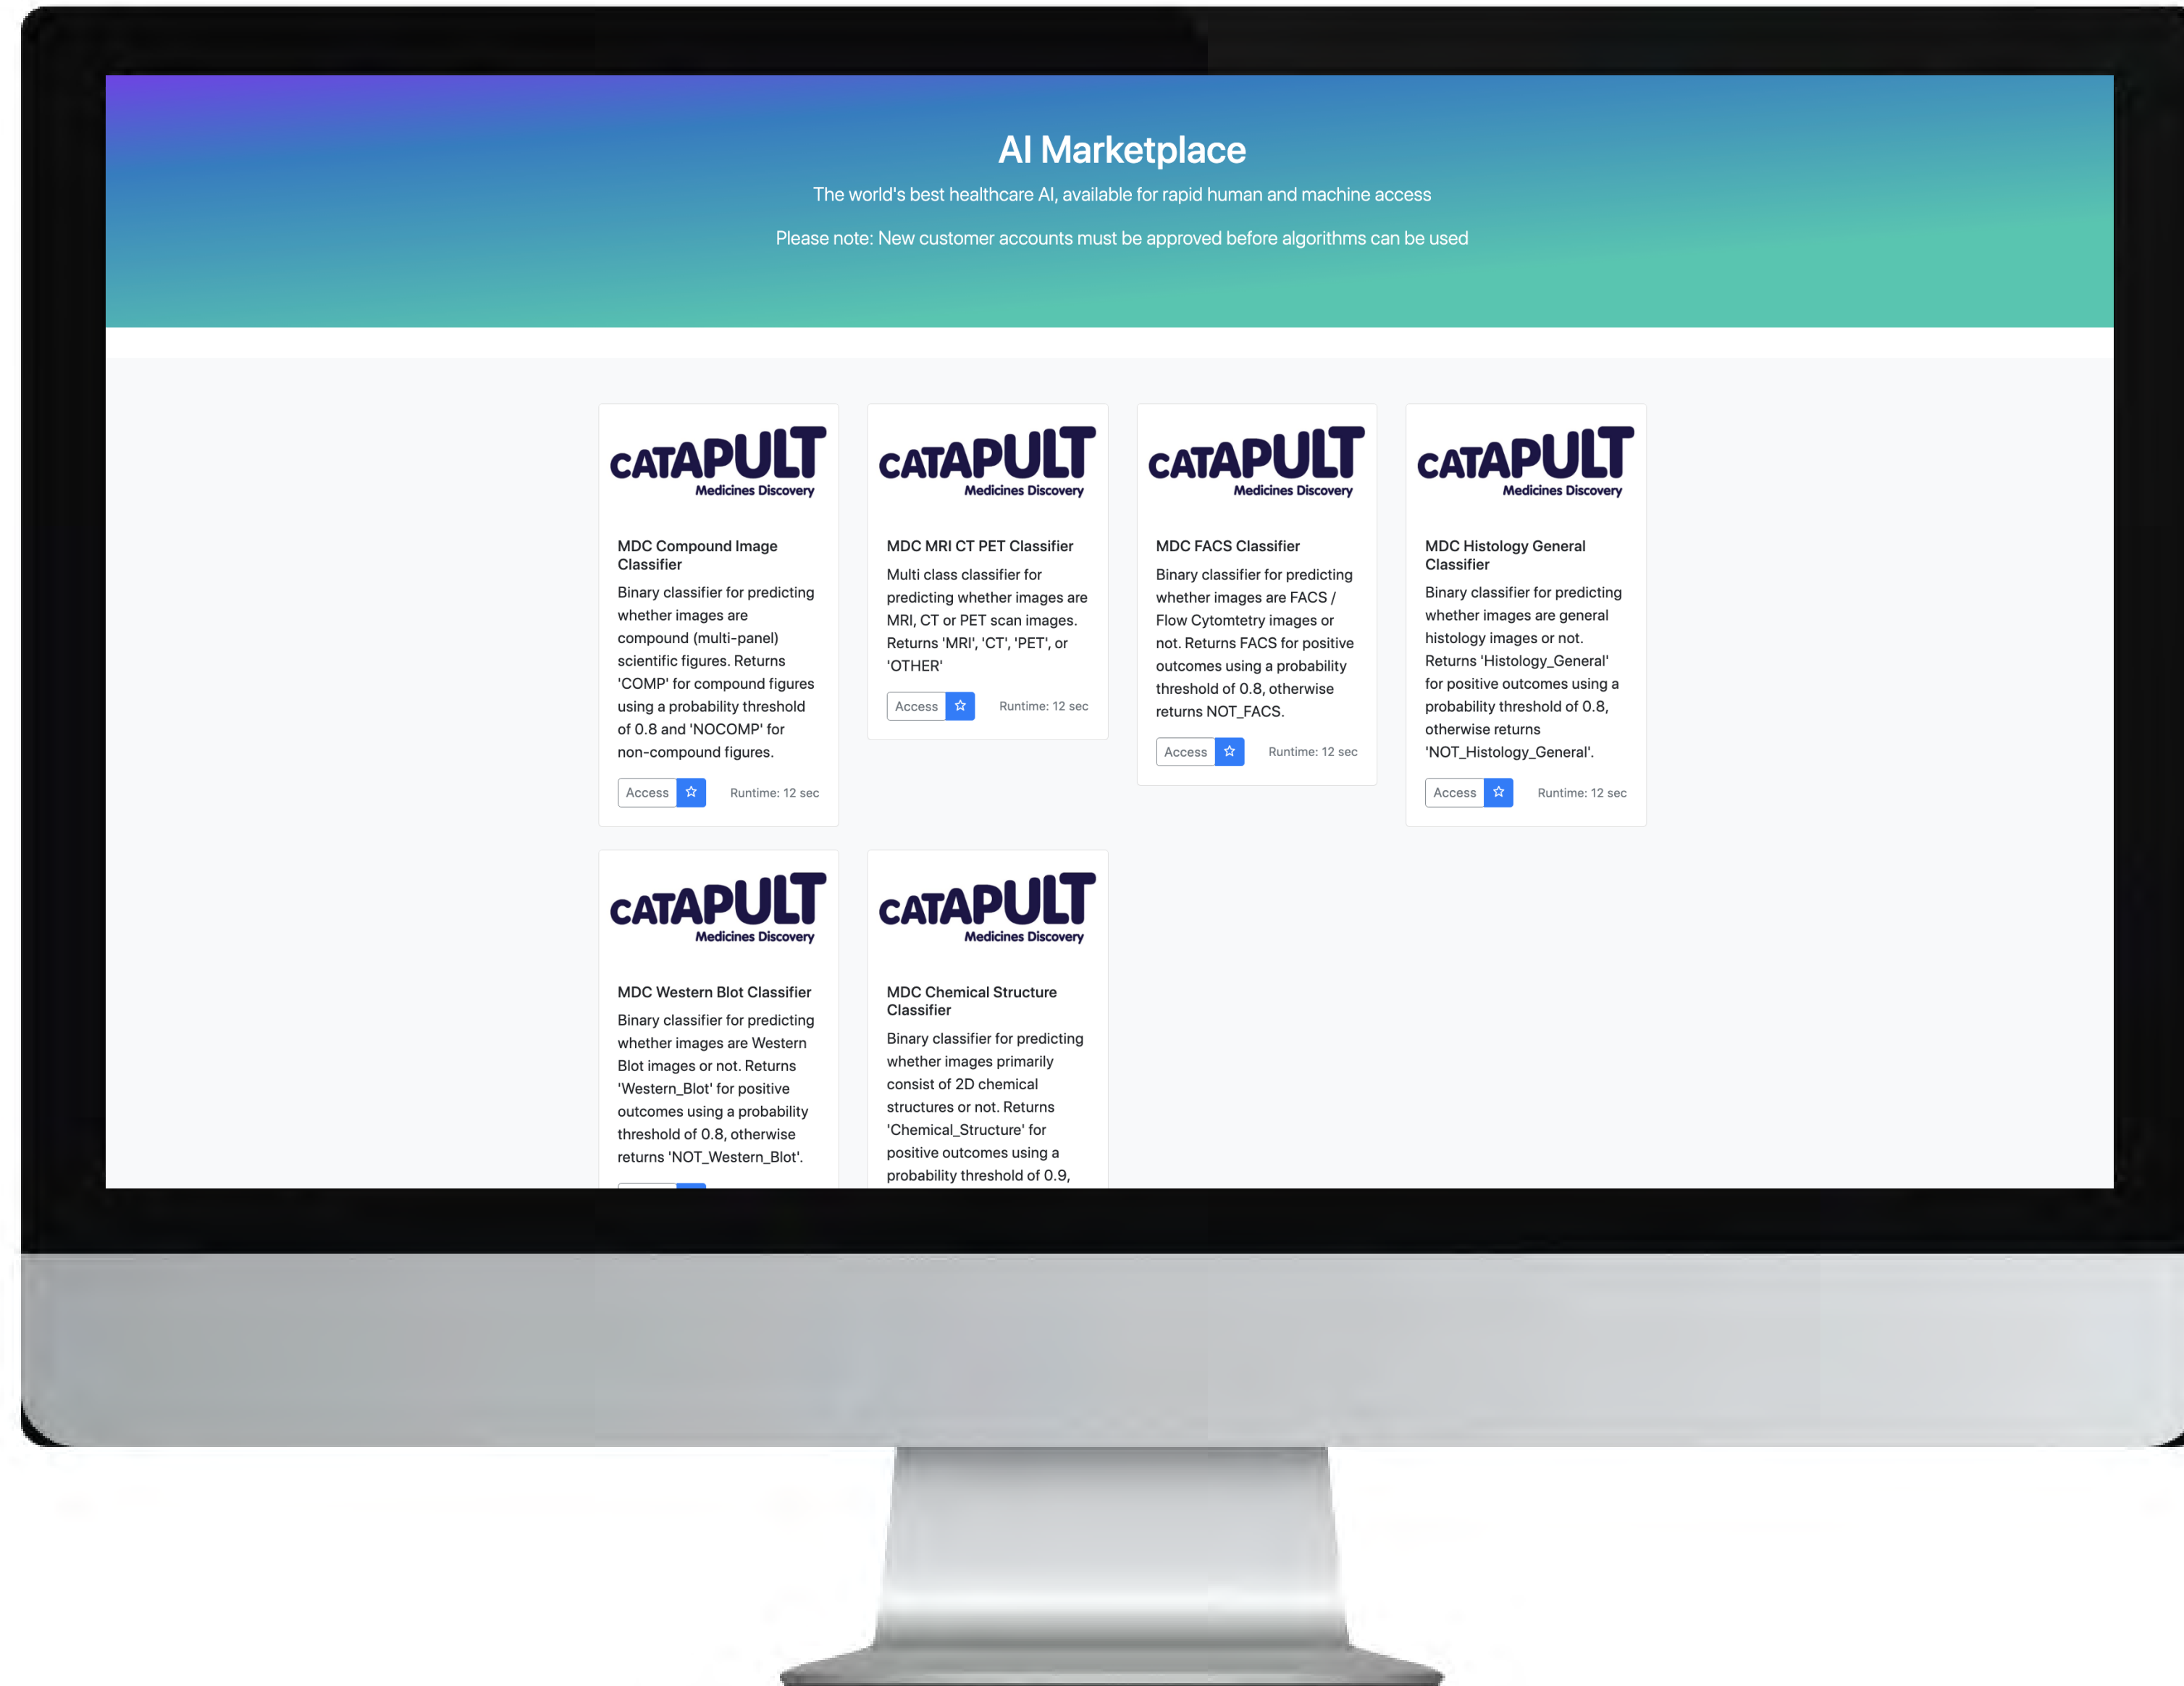 AI Marketplace
The world's best healthcare AI, available for rapid human and machine access
Please note: New customer accounts must be approved before algorithms can be used
CATAPULT
Medicines Discovery
MDC Compound Image
Classifier
Binary classifier for predicting
whether images are
compound (multi-panel)
scientific figures. Returns
'COMP' for compound figures
using a probability threshold
of 0.8 and 'NOCOMP' for
non-compound figures.
Access
Runtime: 12 sec
CATAPULT
Medicines Discovery
MDC MRI CT PET Classifier
Multi class classifier for
predicting whether images are
MRI, CT or PET scan images.
Returns 'MRI', 'CT', 'PET', or
'OTHER'
Access
Runtime: 12 sec
CATAPULT
Medicines Discovery
MDC FACS Classifier
Binary classifier for predicting
whether images are FACS /
Flow Cytomtetry images or
not. Returns FACS for positive
outcomes using a probability
threshold of 0.8, otherwise
returns NOT_FACS.
Access
Runtime: 12 sec
CATAPULT
Medicines Discovery
MDC Histology General
Classifier
Binary classifier for predicting
whether images are general
histology images or not.
Returns 'Histology_General'
for positive outcomes using a
probability threshold of 0.8,
otherwise returns
'NOT_Histology_General'.
Access
Runtime: 12 sec
CATAPULT
Medicines Discovery
MDC Western Blot Classifier
Binary classifier for predicting
whether images are Western
Blot images or not. Returns
'Western_Blot' for positive
outcomes using a probability
threshold of 0.8, otherwise
returns 'NOT_Western_Blot'.
CATAPULT
Medicines Discovery
MDC Chemical Structure
Classifier
Binary classifier for predicting
whether images primarily
consist of 2D chemical
structures or not. Returns
'Chemical_Structure' for
positive outcomes using a
probability threshold of 0.9,